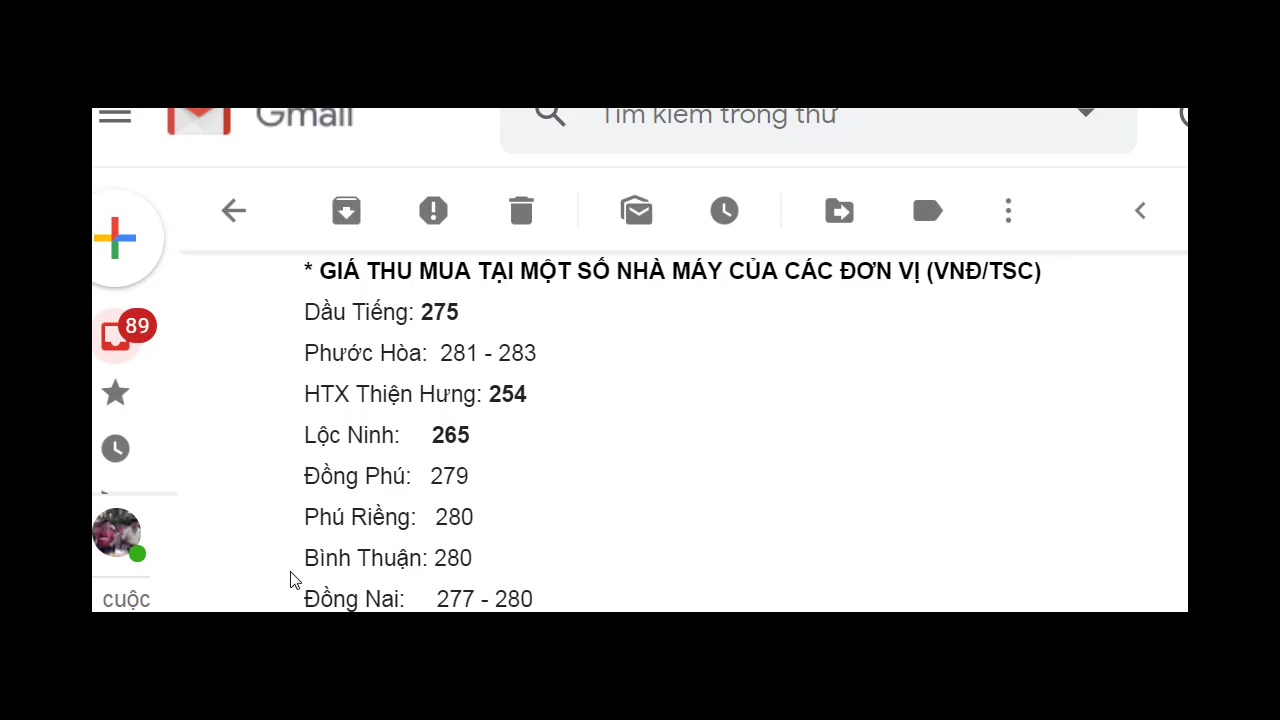 Gmail
Tìm kiếm trong thư
* GIÁ THU MUA TẠI MỘT SỐ NHÀ MÁY CỦA CÁC ĐƠN VỊ (VNĐ/TSC)
Dầu Tiếng: 275
89
Phước Hòa: 281 - 283
HTX Thiện Hưng: 254
Lộc Ninh: 265
Đồng Phú: 279
Phú Riềng: 280
Bình Thuận: 280
cuộc
Đồng Nai: 277 - 280